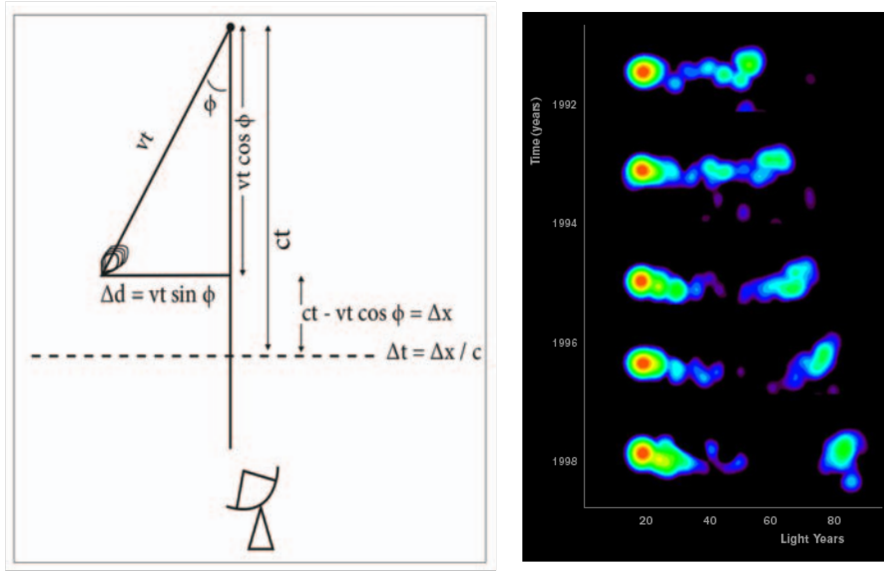 ϕ
vt
vt cos ϕ
ct
Δd = vt sin ϕ
ct - vt cos ϕ = Δx
Δt = Δx / c
Time (years)
1992
1994
1996
1998
20 40 60 80
Light Years